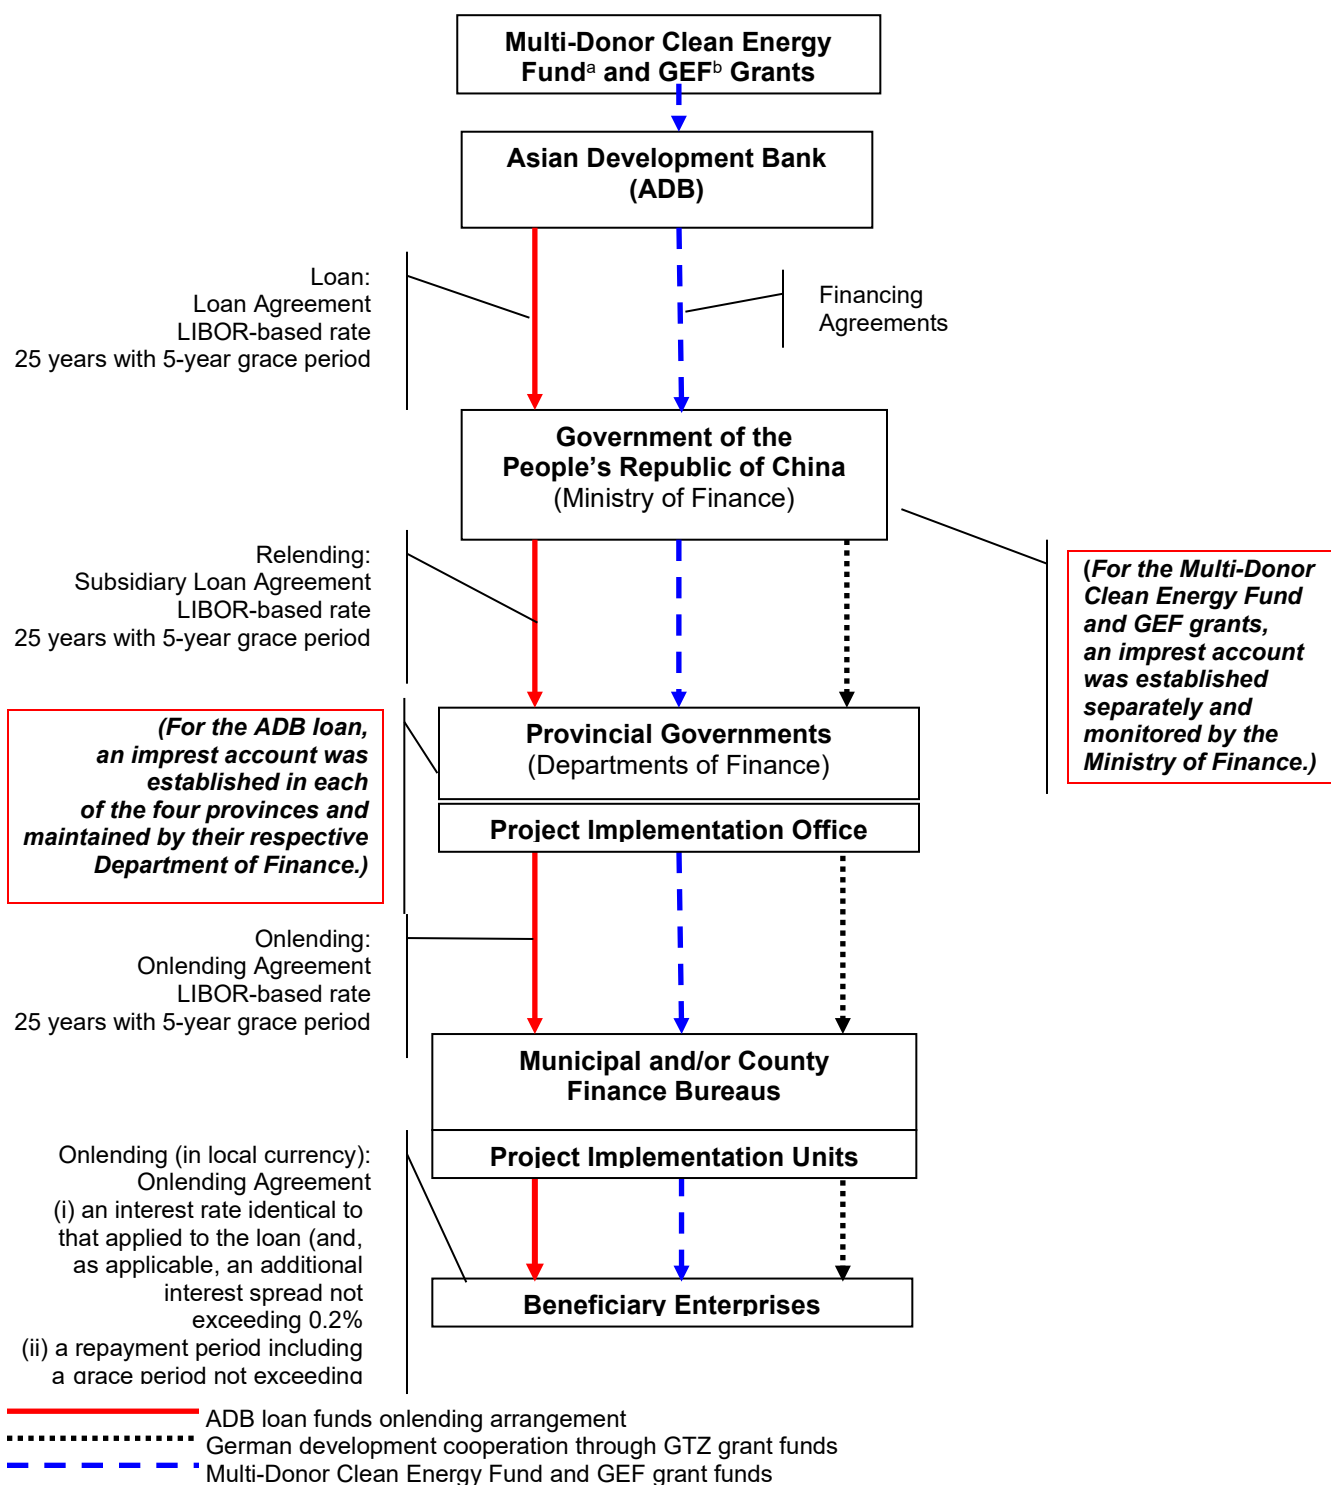 Multi-Donor Clean Energy
Fundᵃ and GEFᵇ Grants
Asian Development Bank
(ADB)
Loan:
Loan Agreement
LIBOR-based rate
25 years with 5-year grace period
Financing
Agreements
Government of the
People’s Republic of China
(Ministry of Finance)
Relending:
Subsidiary Loan Agreement
LIBOR-based rate
25 years with 5-year grace period
(For the Multi-Donor
Clean Energy Fund
and GEF grants,
an imprest account
was established
separately and
monitored by the
Ministry of Finance.)
(For the ADB loan,
an imprest account was
established in each
of the four provinces and
maintained by their respective
Department of Finance.)
Provincial Governments
(Departments of Finance)
Project Implementation Office
Onlending:
Onlending Agreement
LIBOR-based rate
25 years with 5-year grace period
Municipal and/or County
Finance Bureaus
Project Implementation Units
Onlending (in local currency):
Onlending Agreement
(i) an interest rate identical to
that applied to the loan (and,
as applicable, an additional
interest spread not
exceeding 0.2%
(ii) a repayment period including
a grace period not exceeding
Beneficiary Enterprises
ADB loan funds onlending arrangement
German development cooperation through GTZ grant funds
Multi-Donor Clean Energy Fund and GEF grant funds